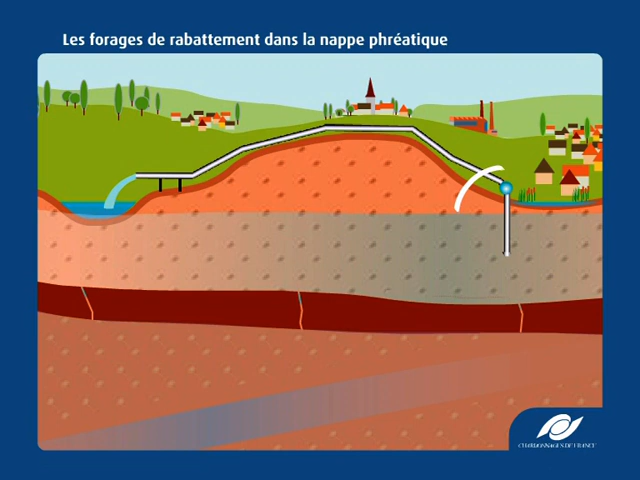 Les forages de rabattement dans la nappe phréatique
CHARBONNAGES DE FRANCE